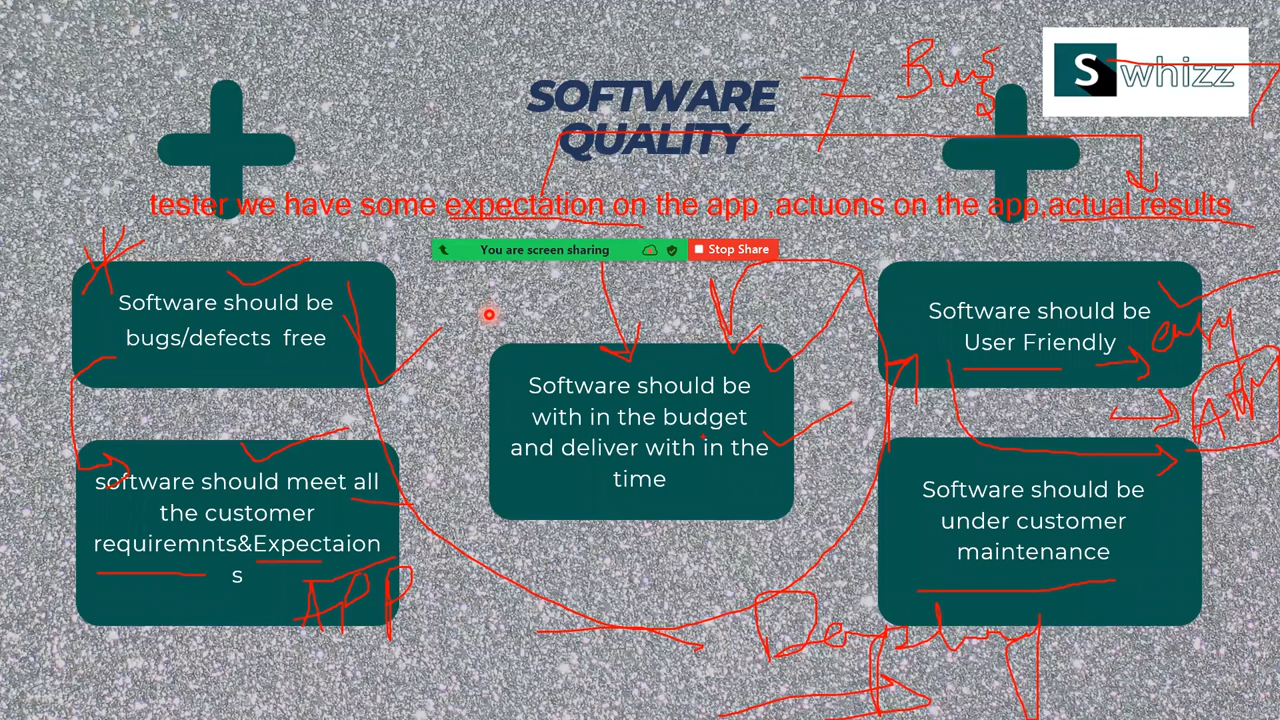 SOFTWARE
QUALITY
Bug
S whizz
tester we have some expectation on the app ,actuons on the app,actual results
You are screen sharing
Stop Share
Software should be
bugs/defects free
software should meet all
the customer
requiremnts&Expectaion
s
APP
Software should be
with in the budget
and deliver with in the
time
Software should be
User Friendly
easy
Software should be
under customer
maintenance